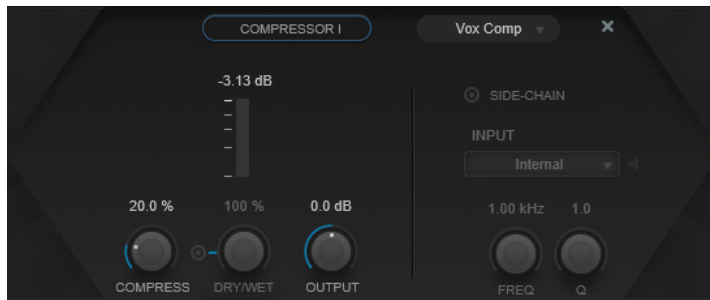 COMPRESSOR I
Vox Comp
-3.13 dB
SIDE-CHAIN
INPUT
Internal
20.0 %
100 %
0.0 dB
1.00 kHz
1.0
COMPRESS
DRY/WET
OUTPUT
FREQ
Q